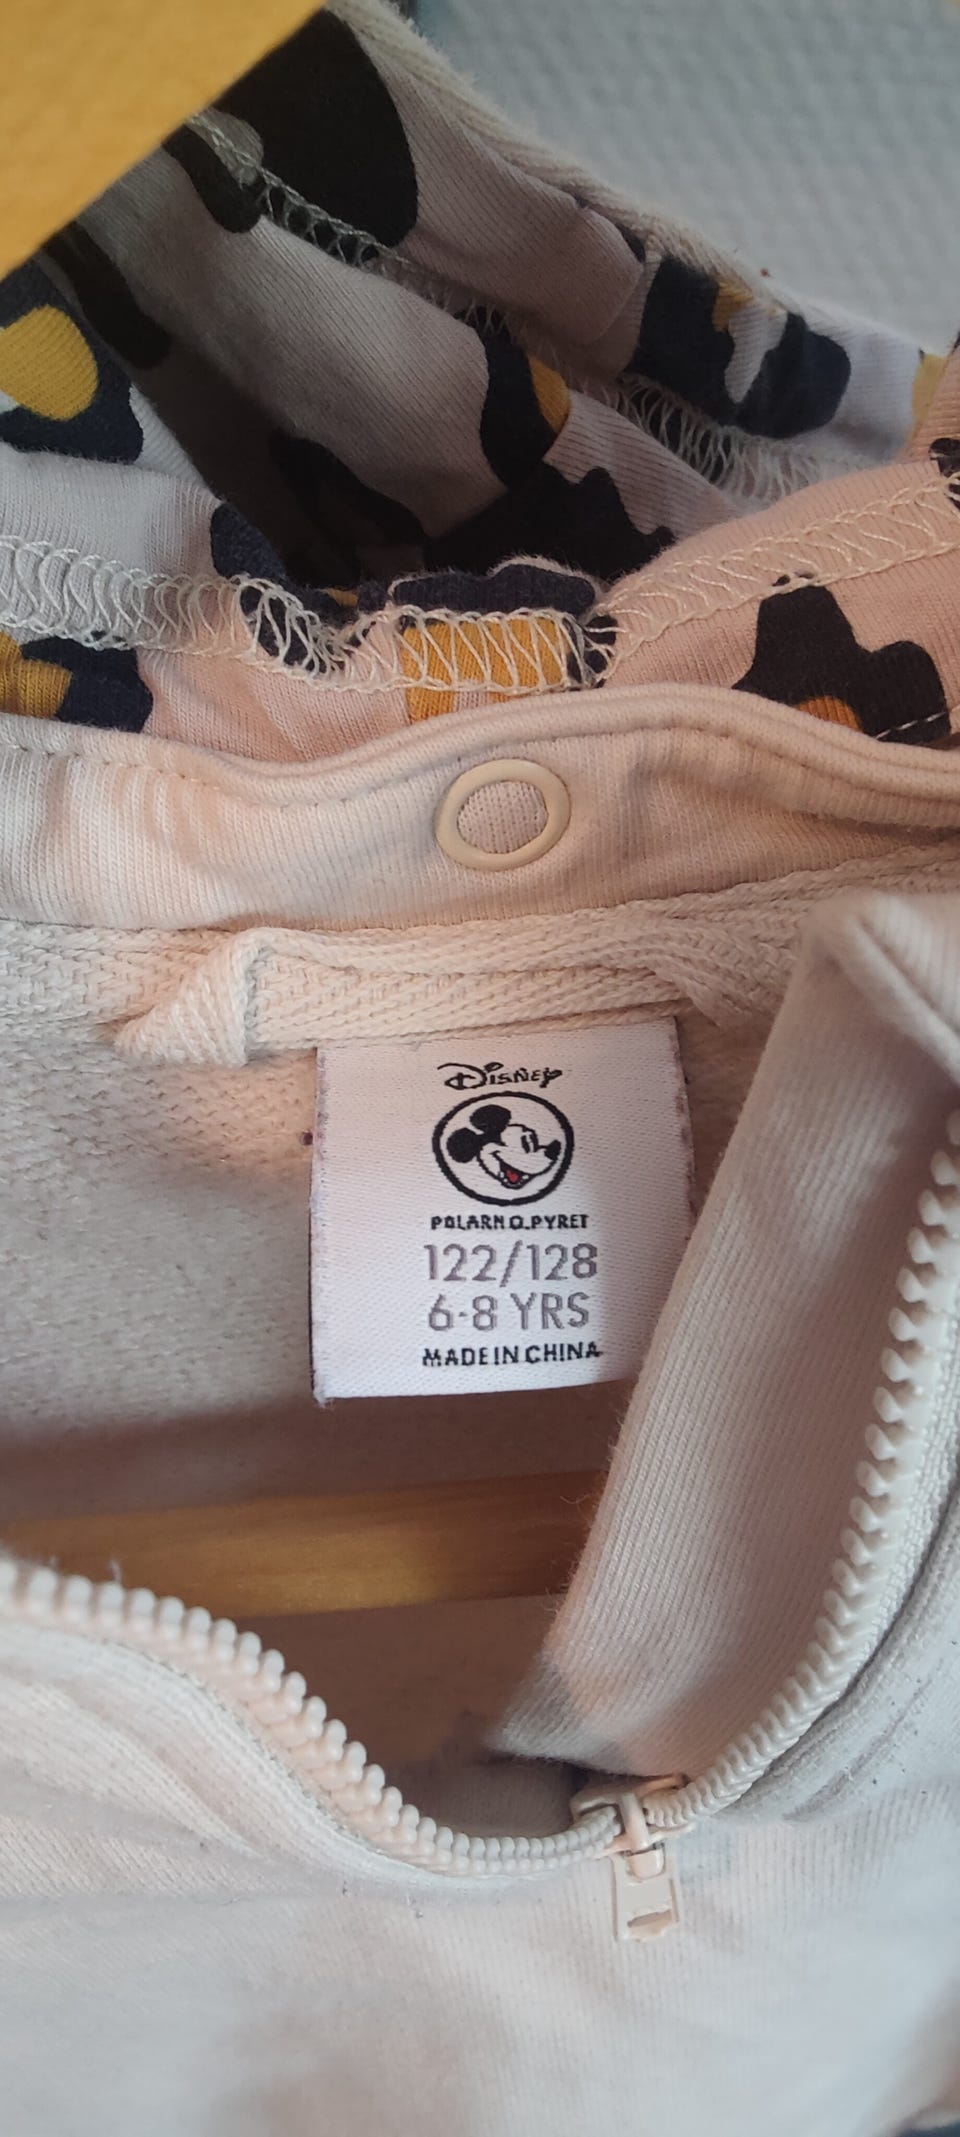 Disney
POLARN O. PYRET
122/128
6-8 YRS
MADE IN CHINA